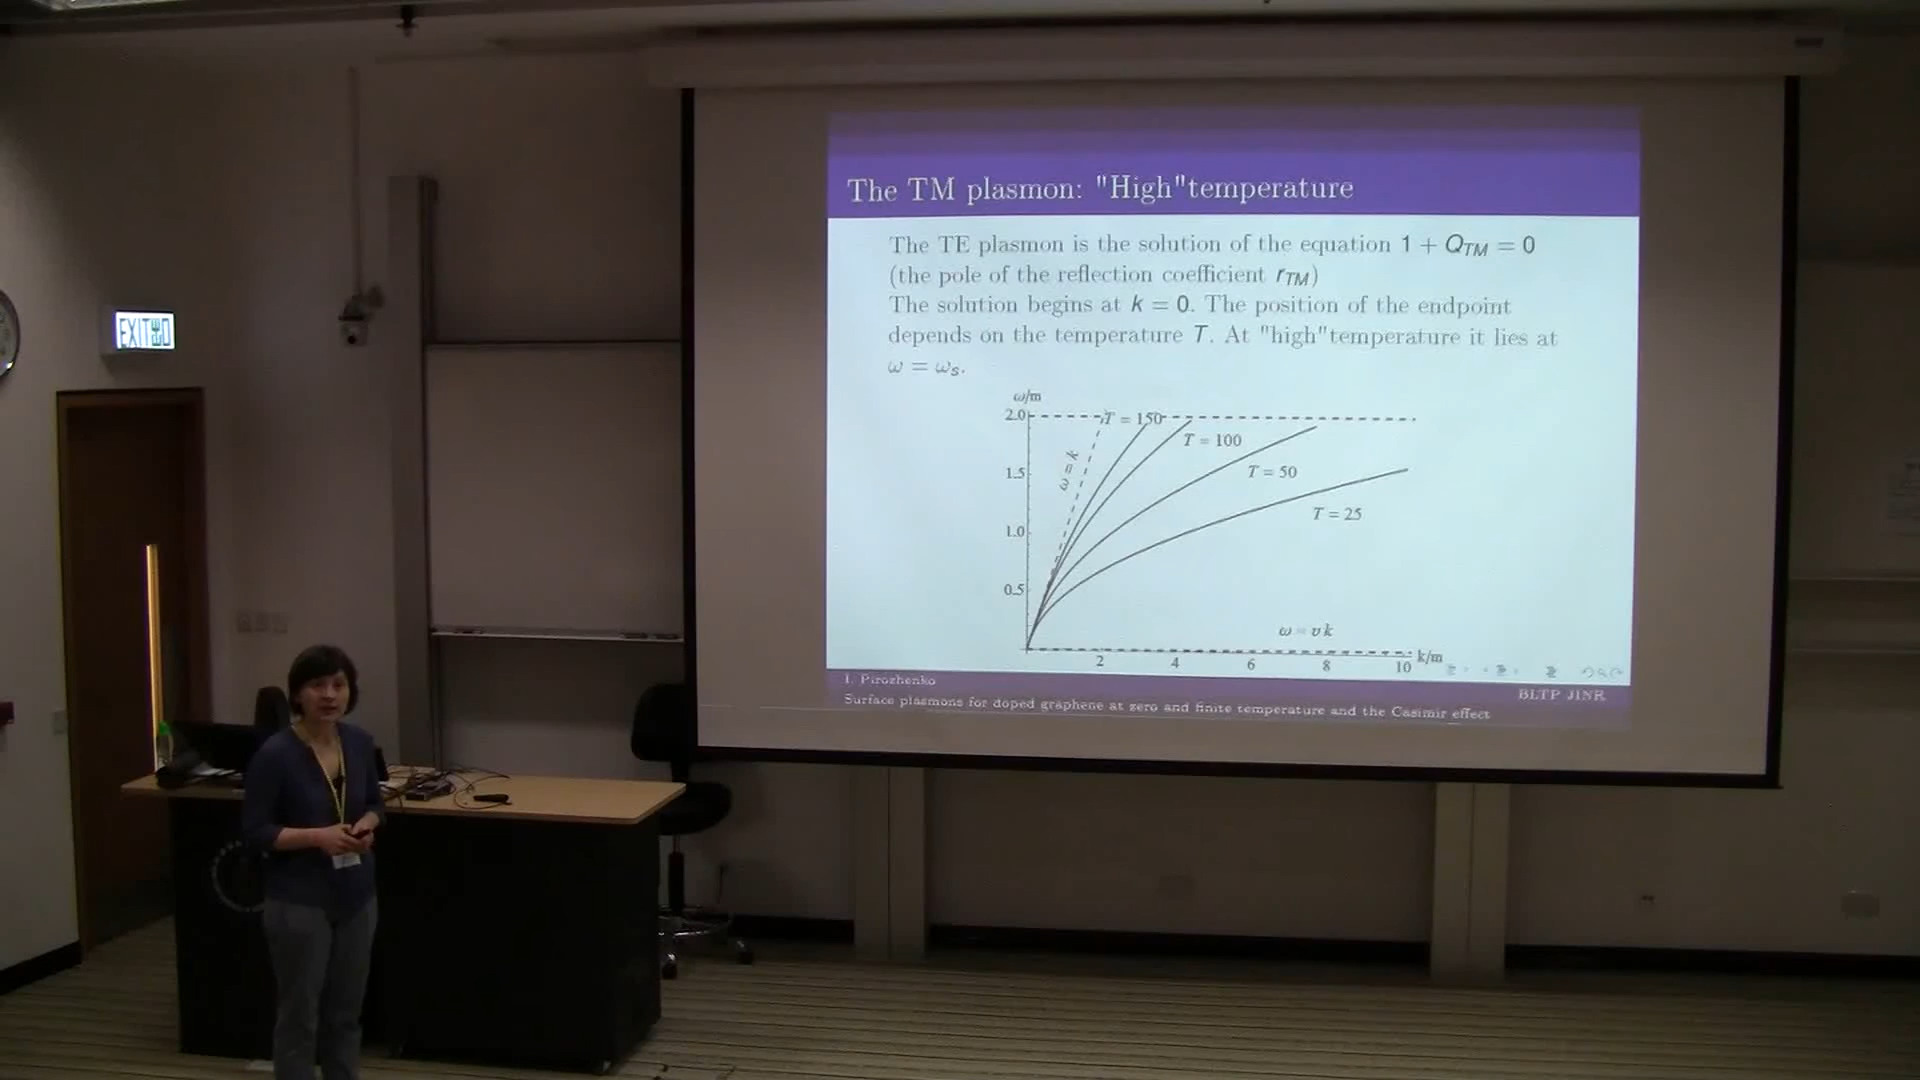 The TM plasmon: "High"temperature
The TE plasmon is the solution of the equation 1 + Q_TM = 0
(the pole of the reflection coefficient r_TM)
The solution begins at k = 0. The position of the endpoint
depends on the temperature T. At "high"temperature it lies at
ω = ω_s.
ω/m
2.0
T = 150
T = 100
ω = k
1.5
T = 50
T = 25
1.0
0.5
ω = v k
2 4 6 8 10 k/m
I. Pirozhenko
BLTP JINR
Surface plasmons for doped graphene at zero and finite temperature and the Casimir effect
EXIT